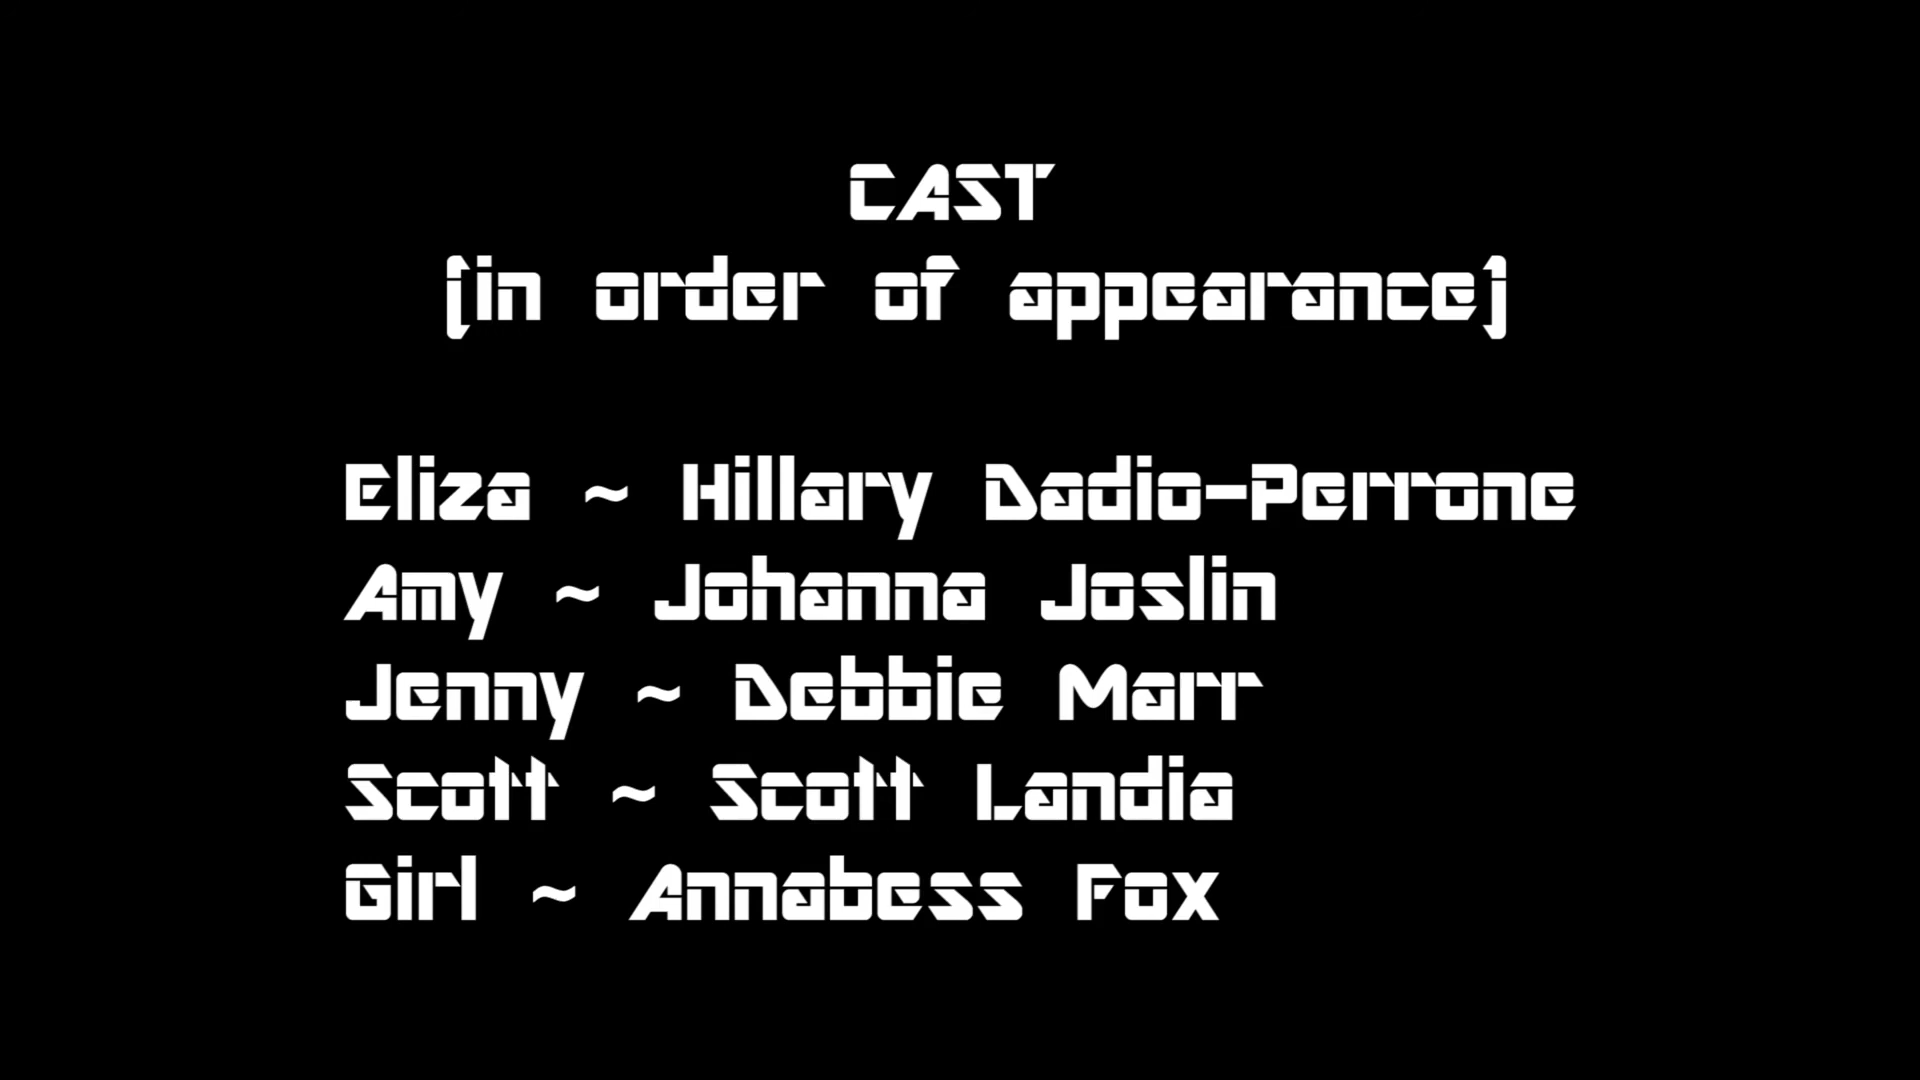 CAST
(in order of appearance)
Eliza ~ Hillary Dadio-Perrone
Amy ~ Johanna Joslin
Jenny ~ Debbie Marr
Scott ~ Scott Landia
Girl ~ Annabess Fox